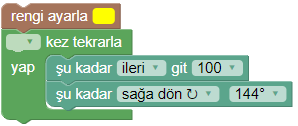 rengi ayarla
kez tekrarla
yap şu kadar ileri git 100
şu kadar sağa dön ↻ 144°